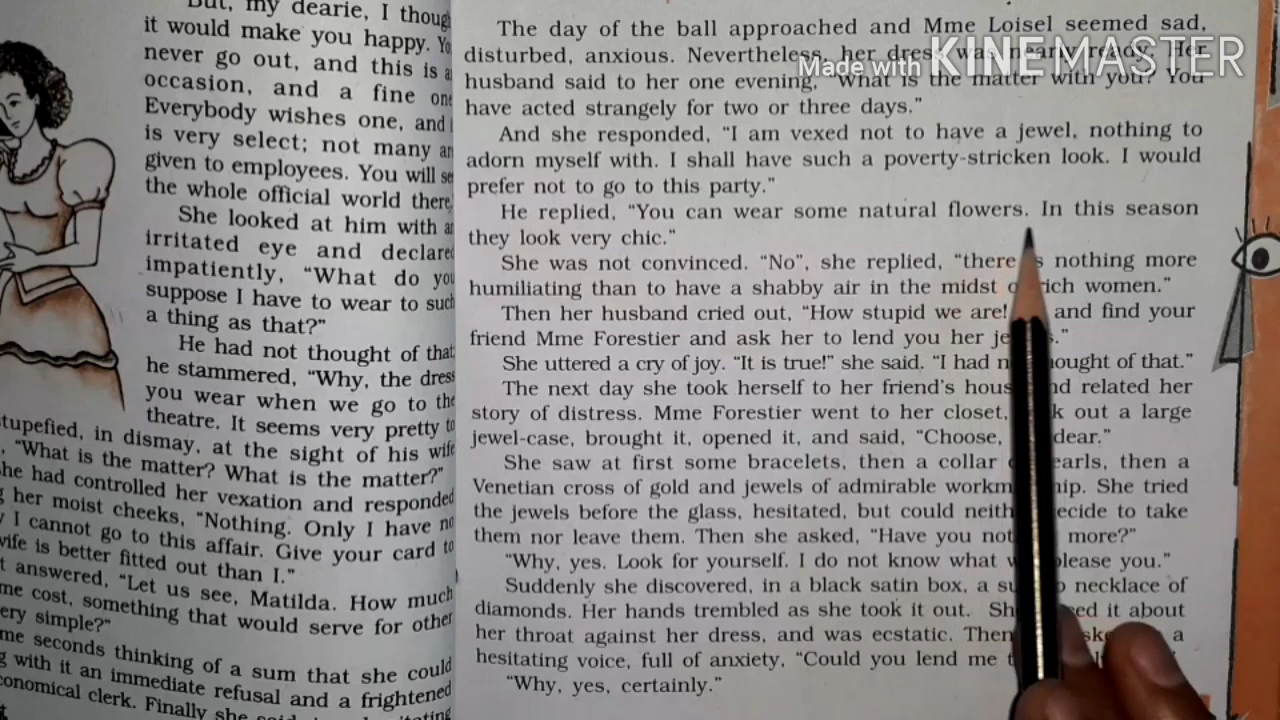 But, my dearie, I
it would make you happy.
never go out, and this is
occasion, and a fine
Everybody wishes one, and
is very select; not many
given to employees. You will
the whole official world there
She looked at him with
irritated eye and declared
impatiently, "What do you
suppose I have to wear to such
a thing as that?"
He had not thought of that
he stammered, "Why, the dress
you wear when we go to the
theatre. It seems very pretty
in dismay, at the sight of his wife
"What is the matter? What is the matter?"
had controlled her vexation and responded
her moist cheeks, "Nothing. Only I have no
I cannot go to this affair. Give your card to
is better fitted out than I."
answered, "Let us see, Matilda. How much
cost, something that would serve for other
simple?"
seconds thinking of a sum that she could
with it an immediate refusal and a frightened
clerk. Finally she
The day of the ball approached and Mme Loisel seemed sad,
disturbed, anxious. Nevertheless, her dress was nearly ready. Her
Made with KINEMASTER
husband said to her one evening, "What is the matter with you? You
have acted strangely for two or three days."
And she responded, "I am vexed not to have a jewel, nothing to
adorn myself with. I shall have such a poverty-stricken look. I would
prefer not to go to this party."
He replied, "You can wear some natural flowers. In this season
they look very chic."
She was not convinced. "No", she replied, "there is nothing more
humiliating than to have a shabby air in the midst of rich women."
Then her husband cried out, "How stupid we are! and find your
friend Mme Forestier and ask her to lend you her
She uttered a cry of joy. "It is true!" she said. "I had not thought of that."
The next day she took herself to her friend's house and related her
story of distress. Mme Forestier went to her closet, out a large
jewel-case, brought it, opened it, and said, "Choose, dear."
She saw at first some bracelets, then a collar of pearls, then a
Venetian cross of gold and jewels of admirable workmanship. She tried
the jewels before the glass, hesitated, but could neither decide to take
them nor leave them. Then she asked, "Have you more?"
"Why, yes. Look for yourself. I do not know what please you."
Suddenly she discovered, in a black satin box, a necklace of
diamonds. Her hands trembled as she took it out. it about
her throat against her dress, and was ecstatic. Then a
hesitating voice, full of anxiety, "Could you lend me
"Why, yes, certainly."